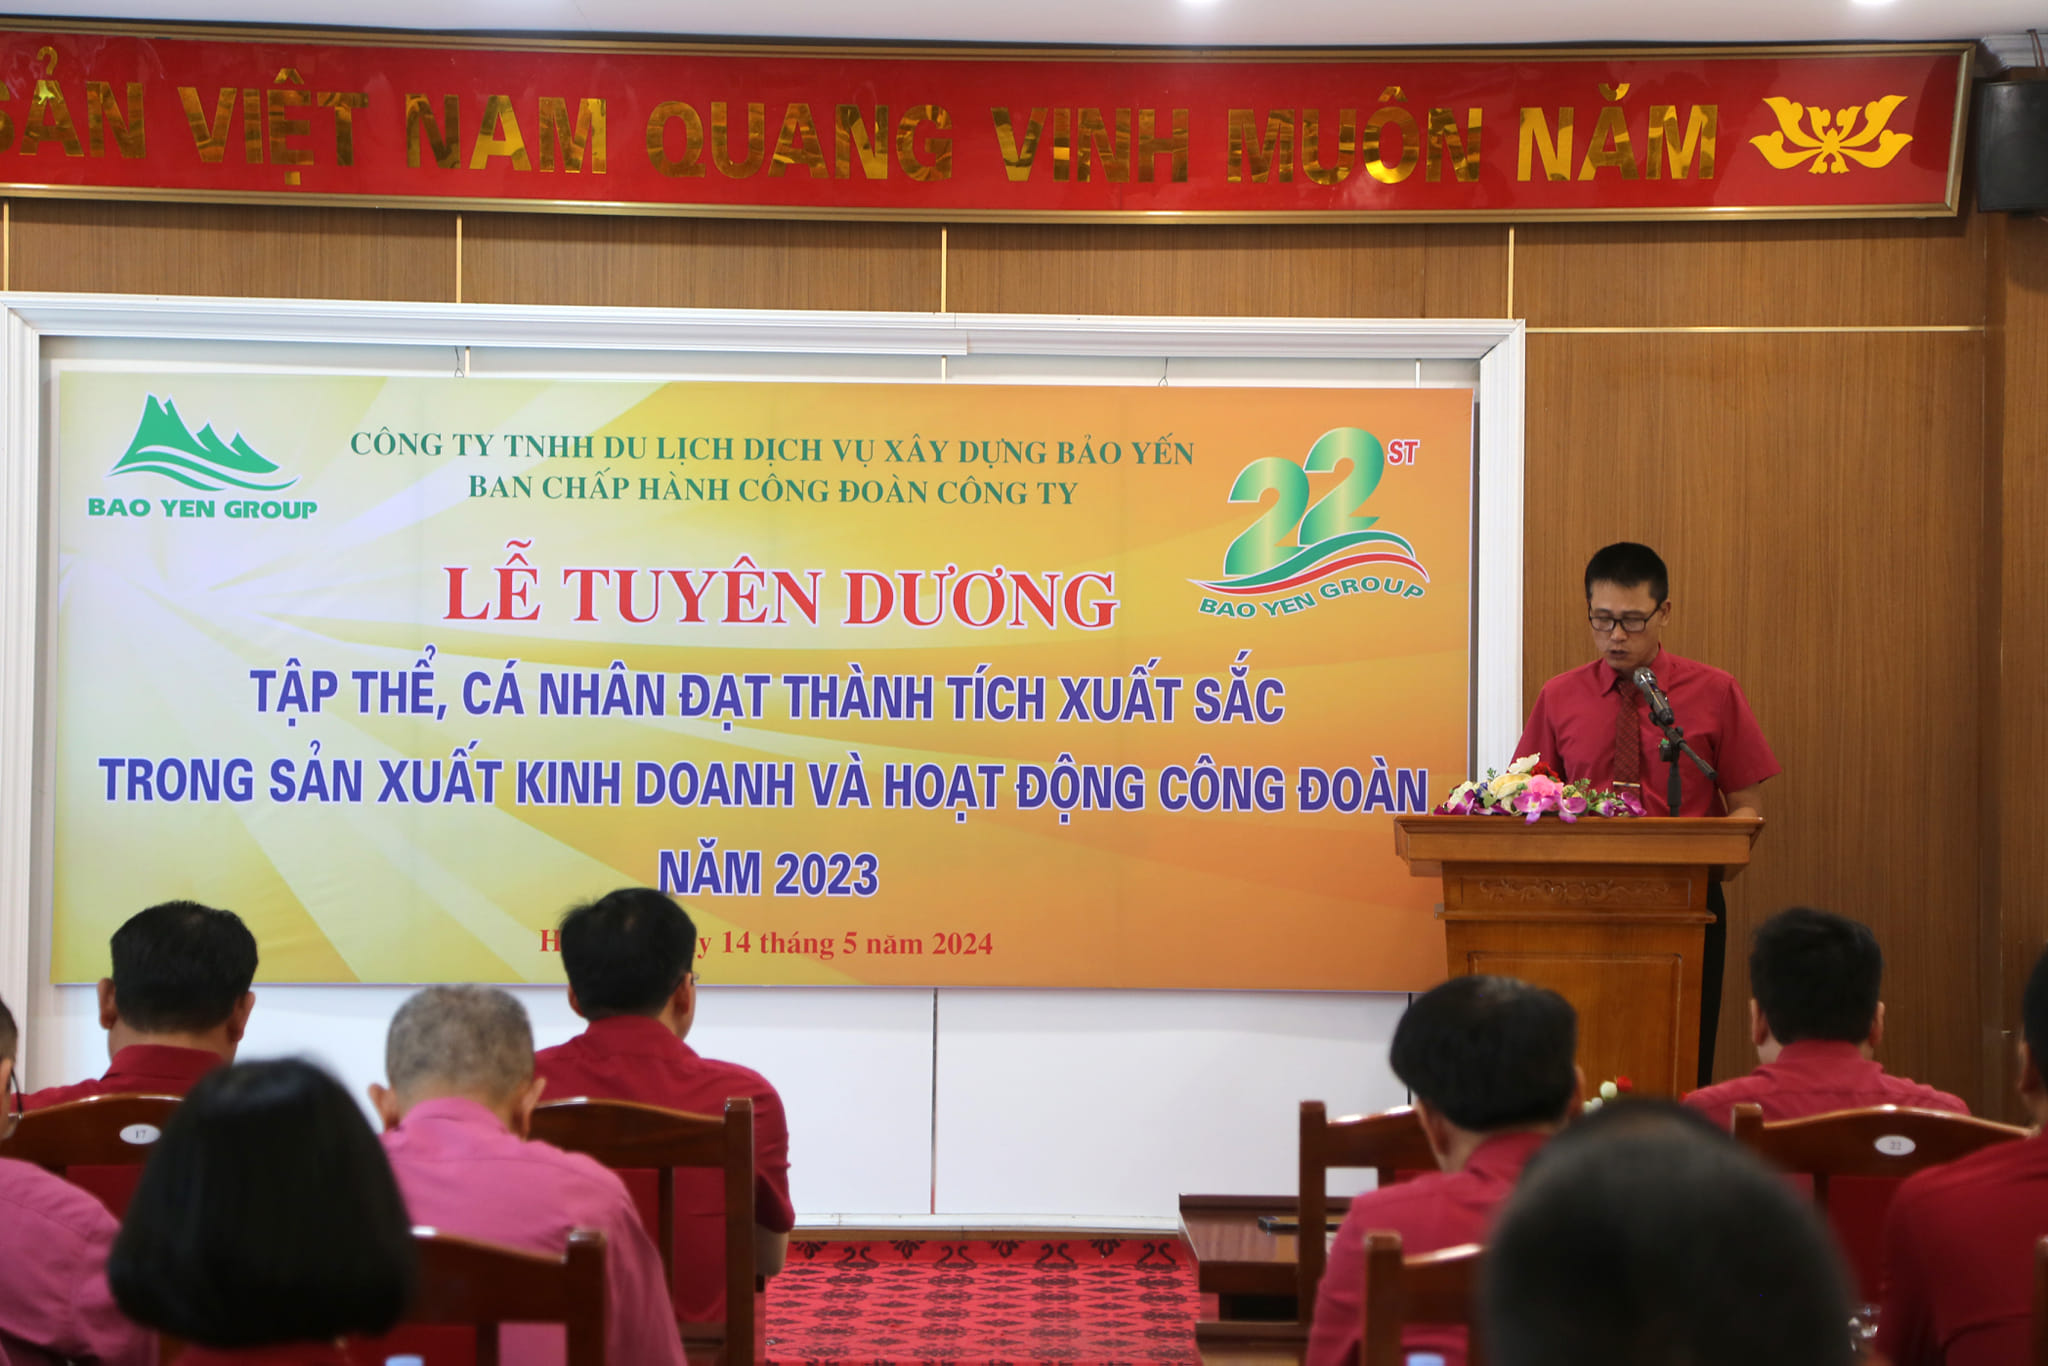 SẢN VIỆT NAM QUANG VINH MUÔN NĂM
BAO YEN GROUP
CÔNG TY TNHH DU LỊCH DỊCH VỤ XÂY DỰNG BẢO YẾN
BAN CHẤP HÀNH CÔNG ĐOÀN CÔNG TY
22ST
BAO YEN GROUP
LỄ TUYÊN DƯƠNG
TẬP THỂ, CÁ NHÂN ĐẠT THÀNH TÍCH XUẤT SẮC
TRONG SẢN XUẤT KINH DOANH VÀ HOẠT ĐỘNG CÔNG ĐOÀN
NĂM 2023
14 tháng 5 năm 2024
17
22